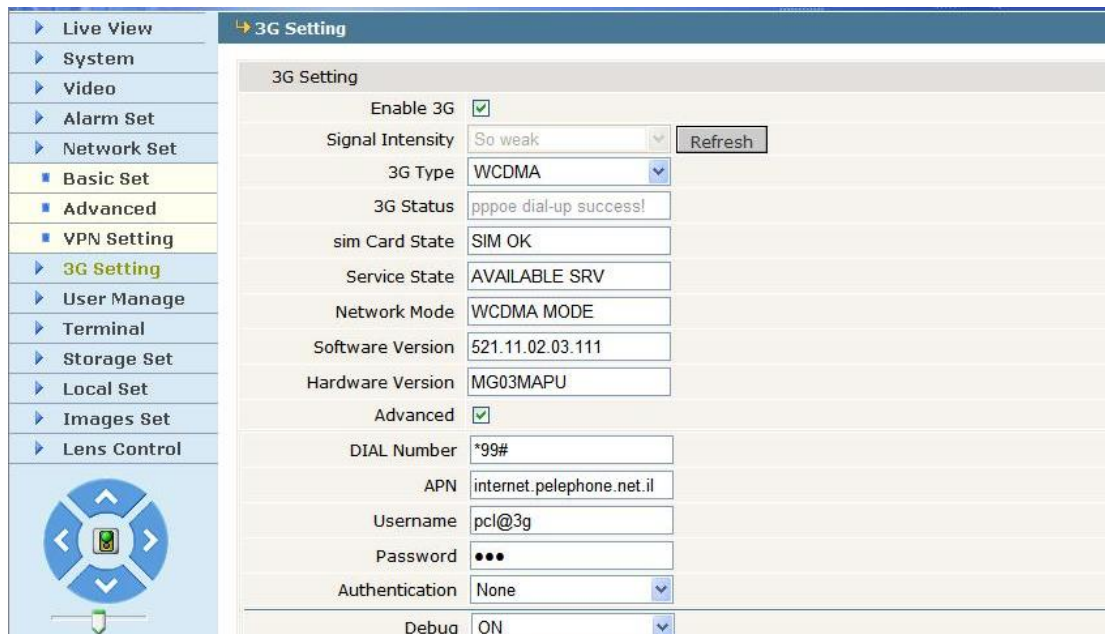 Live View
System
Video
Alarm Set
Network Set
Basic Set
Advanced
VPN Setting
3G Setting
User Manage
Terminal
Storage Set
Local Set
Images Set
Lens Control
3G Setting
3G Setting
Enable 3G
Signal Intensity So weak Refresh
3G Type WCDMA
3G Status pppoe dial-up success!
sim Card State SIM OK
Service State AVAILABLE SRV
Network Mode WCDMA MODE
Software Version 521.11.02.03.111
Hardware Version MG03MAPU
Advanced
DIAL Number *99#
APN internet.pelephone.net.il
Username pcl@3g
Password •••
Authentication None
Debug ON